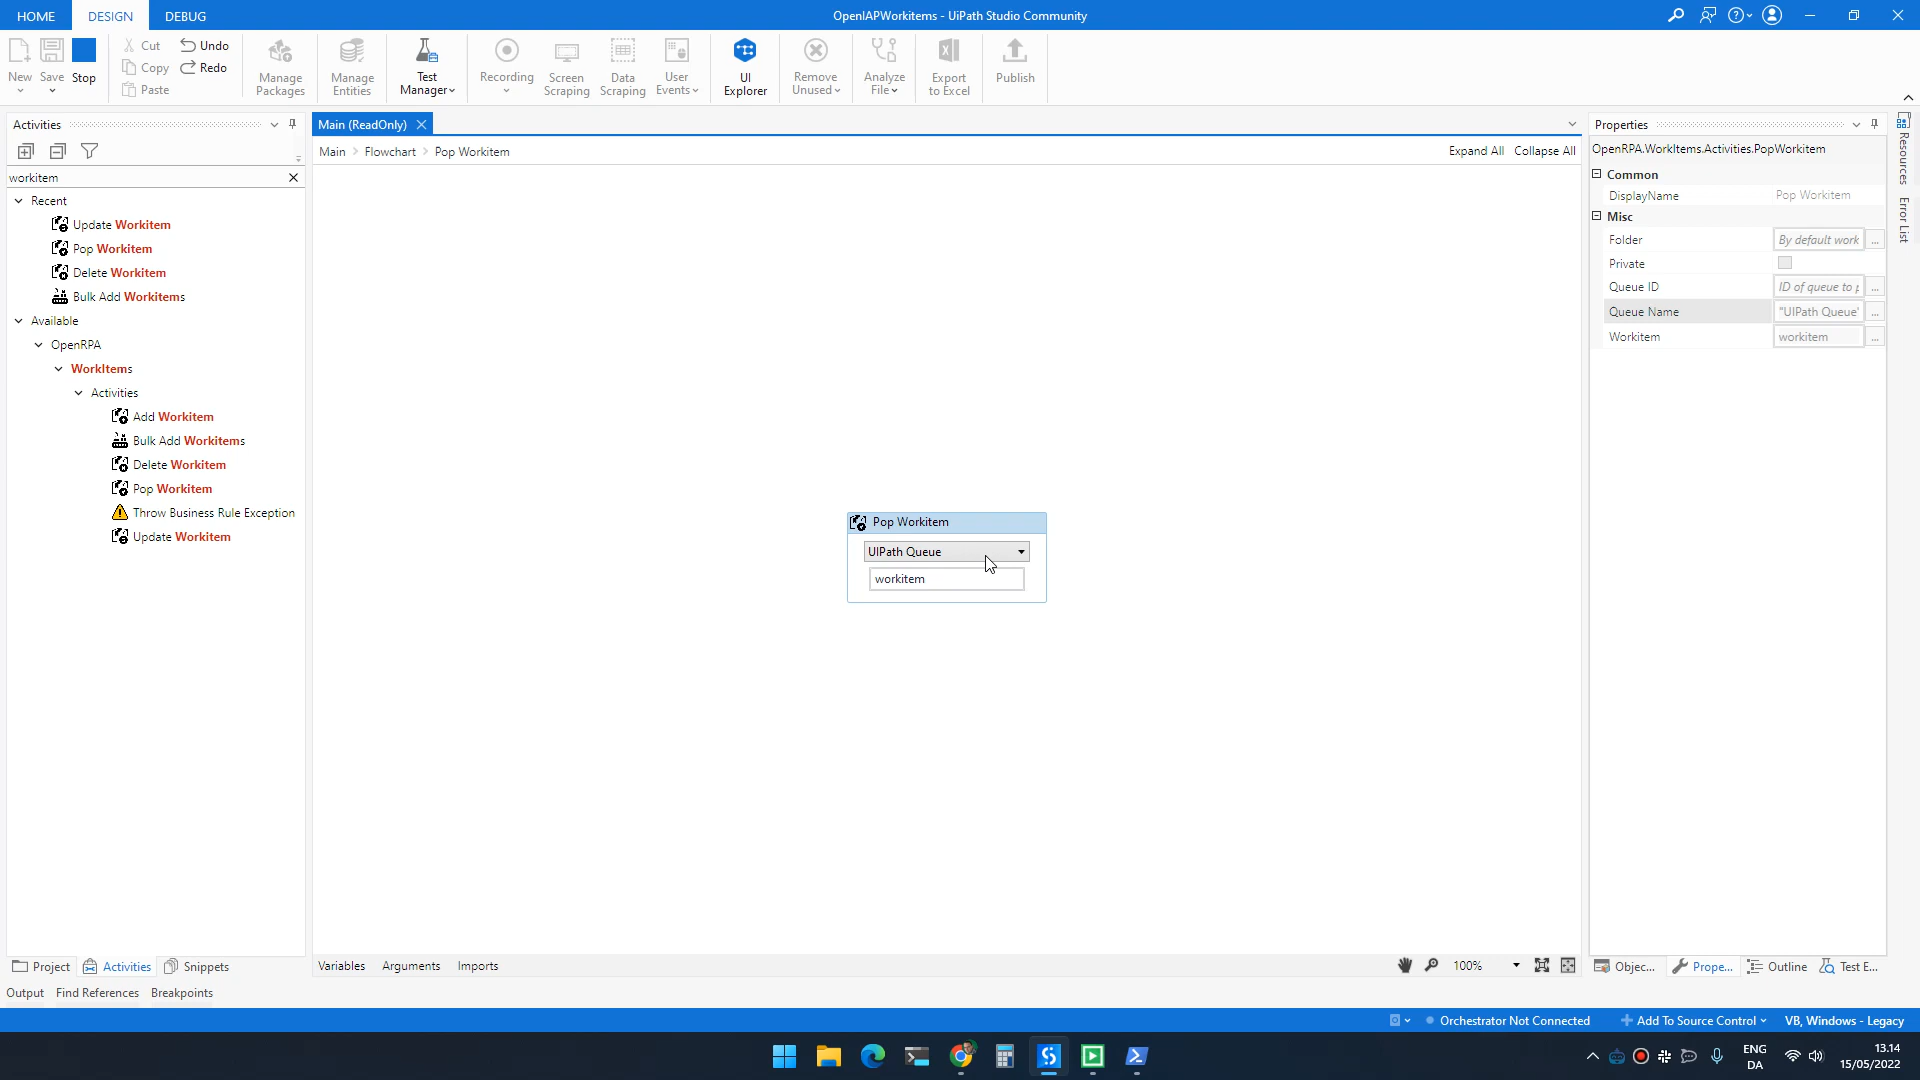 HOME
DESIGN
DEBUG
OpenIAPWorkitems - UiPath Studio Community
New
Save
Stop
Cut
Copy
Paste
Undo
Redo
Manage Packages
Manage Entities
Test Manager
Recording
Screen Scraping
Data Scraping
User Events
UI Explorer
Remove Unused
Analyze File
Export to Excel
Publish
Activities
workitem
Recent
Update Workitem
Pop Workitem
Delete Workitem
Bulk Add Workitems
Available
OpenRPA
WorkItems
Activities
Add Workitem
Bulk Add Workitems
Delete Workitem
Pop Workitem
Throw Business Rule Exception
Update Workitem
Main (ReadOnly)
Main > Flowchart > Pop Workitem
Expand All
Collapse All
Pop Workitem
UIPath Queue
workitem
Properties
OpenRPA.WorkItems.Activities.PopWorkitem
Common
DisplayName Pop Workitem
Misc
Folder By default work ...
Private
Queue ID ID of queue to p ...
Queue Name "UIPath Queue" ...
Workitem workitem ...
Resources
Error List
Project
Activities
Snippets
Variables
Arguments
Imports
100%
Objec...
Prope...
Outline
Test E...
Output
Find References
Breakpoints
Orchestrator Not Connected
Add To Source Control
VB, Windows - Legacy
ENG
DA
13.14
15/05/2022